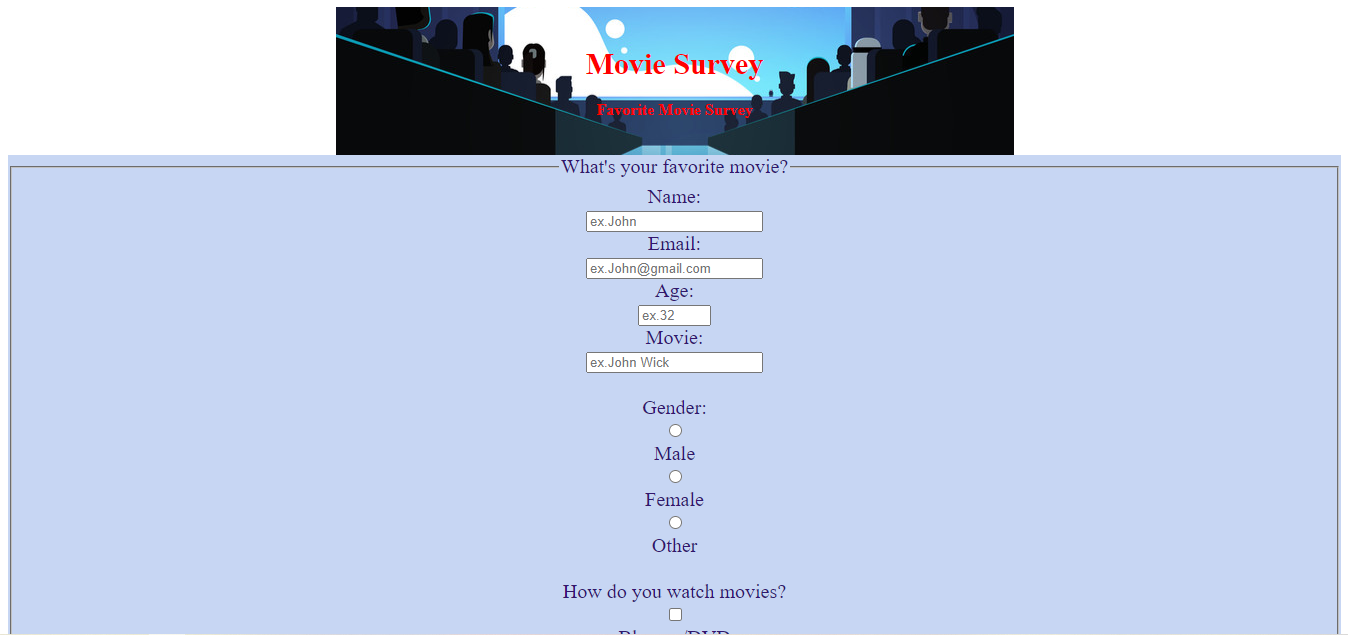 Movie Survey
Favorite Movie Survey
What's your favorite movie?
Name:
ex.John
Email:
ex.John@gmail.com
Age:
ex.32
Movie:
ex.John Wick
Gender:
Male
Female
Other
How do you watch movies?